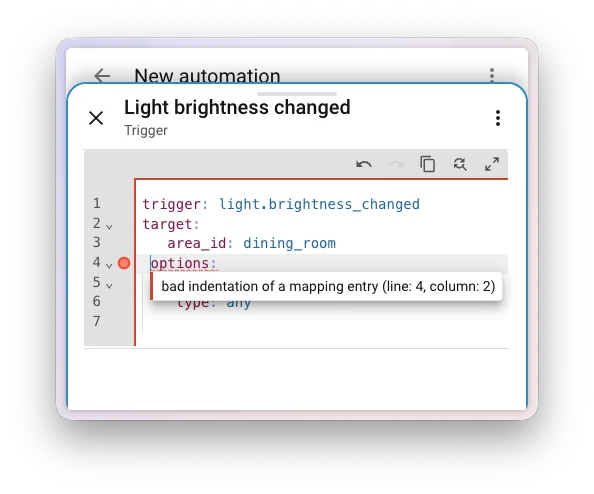 New automation
Light brightness changed
Trigger
1 trigger: light.brightness_changed
2 target:
3 area_id: dining_room
4 options:
5
bad indentation of a mapping entry (line: 4, column: 2)
6 type: any
7